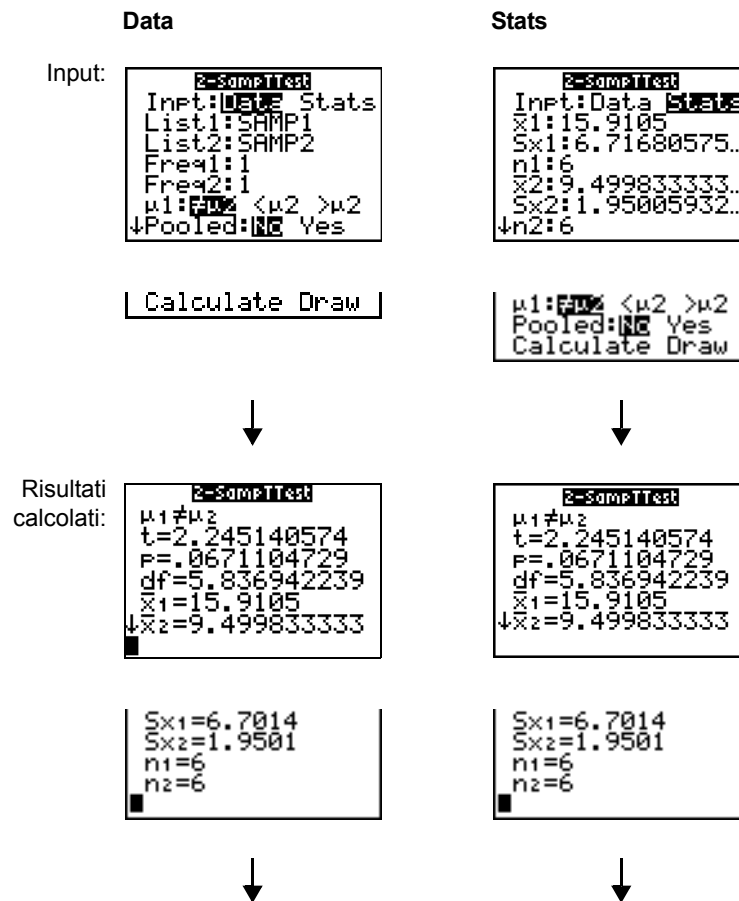 Data
Stats
Input:
2-SampTTest
Inpt:Data Stats
List1:SAMP1
List2:SAMP2
Freq1:1
Freq2:1
μ1:≠μ2 <μ2 >μ2
↓Pooled:No Yes
Calculate Draw
2-SampTTest
Inpt:Data Stats
x̄1:15.9105
Sx1:6.71680575…
n1:6
x̄2:9.499833333…
Sx2:1.95005932…
↓n2:6
μ1:≠μ2 <μ2 >μ2
Pooled:No Yes
Calculate Draw
Risultati
calcolati:
2-SampTTest
μ1≠μ2
t=2.245140574
p=.0671104729
df=5.836942239
x̄1=15.9105
↓x̄2=9.499833333
Sx1=6.7014
Sx2=1.9501
n1=6
n2=6
2-SampTTest
μ1≠μ2
t=2.245140574
p=.0671104729
df=5.836942239
x̄1=15.9105
↓x̄2=9.499833333
Sx1=6.7014
Sx2=1.9501
n1=6
n2=6